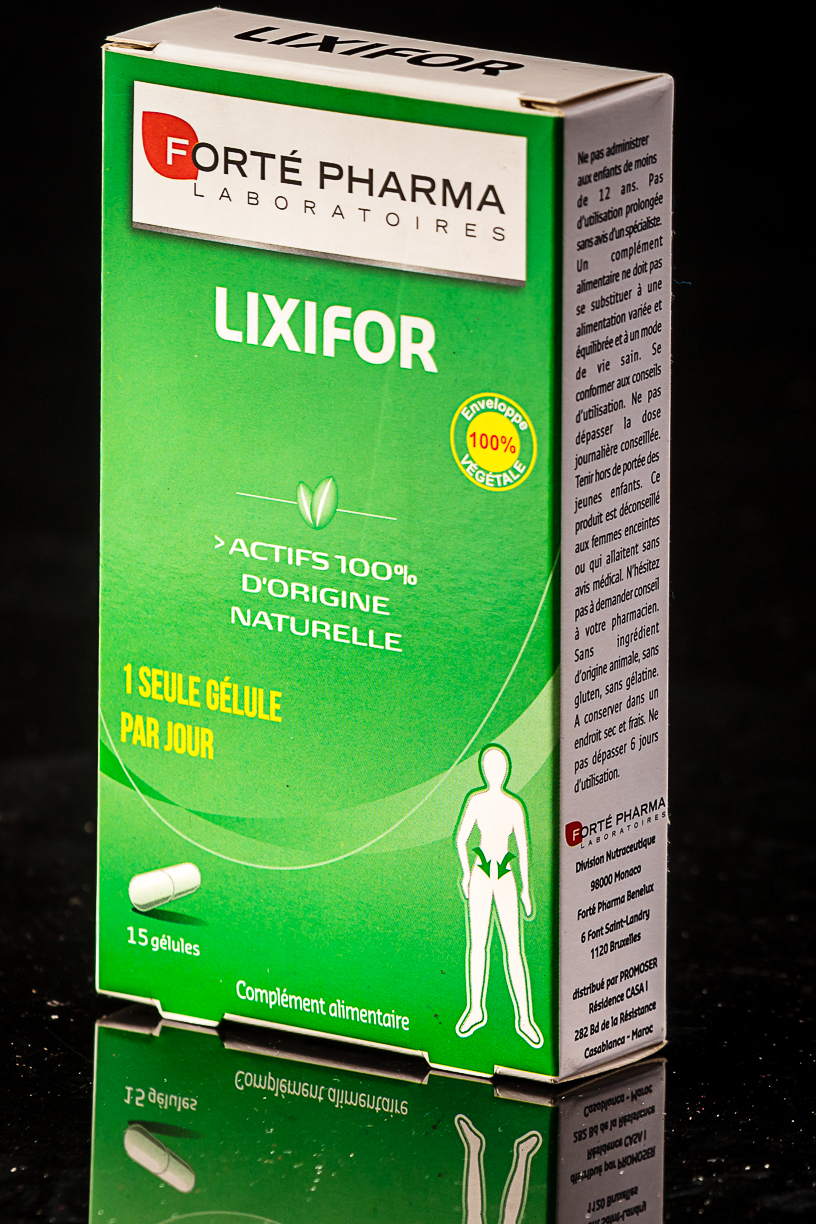 LIXIFOR
FORTÉ PHARMA
LABORATOIRES
LIXIFOR
Enveloppe
100%
VÉGÉTALE
>ACTIFS 100%
D'ORIGINE
NATURELLE
1 SEULE GÉLULE
PAR JOUR
15 gélules
Complément alimentaire
Ne pas administrer
aux enfants de moins
de 12 ans. Pas
d'utilisation prolongée
sans avis d'un spécialiste.
Un complément
alimentaire ne doit pas
se substituer à une
alimentation variée et
équilibrée et à un mode
de vie sain. Se
conformer aux conseils
d'utilisation. Ne pas
dépasser la dose
journalière conseillée.
Tenir hors de portée des
jeunes enfants. Ce
produit est déconseillé
aux femmes enceintes
ou qui allaitent sans
avis médical. N'hésitez
pas à demander conseil
à votre pharmacien.
Sans ingrédient
d'origine animale, sans
gluten, sans gélatine.
A conserver dans un
endroit sec et frais. Ne
pas dépasser 6 jours
d'utilisation.
FORTÉ PHARMA
LABORATOIRES
Division Nutraceutique
98000 Monaco
Forté Pharma Benelux
6 Font Saint-Landry
1120 Bruxelles
distribué par PROMOSER
Résidence CASA I
282 Bd de la Résistance
Casablanca - Maroc